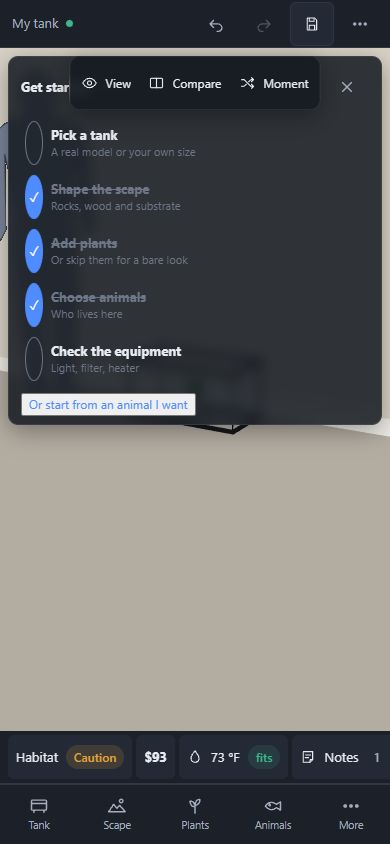 My tank
Get star
View
Compare
Moment
Pick a tank
A real model or your own size
Shape the scape
Rocks, wood and substrate
Add plants
Or skip them for a bare look
Choose animals
Who lives here
Check the equipment
Light, filter, heater
Or start from an animal I want
Habitat Caution $93 73 °F fits Notes 1
Tank Scape Plants Animals More